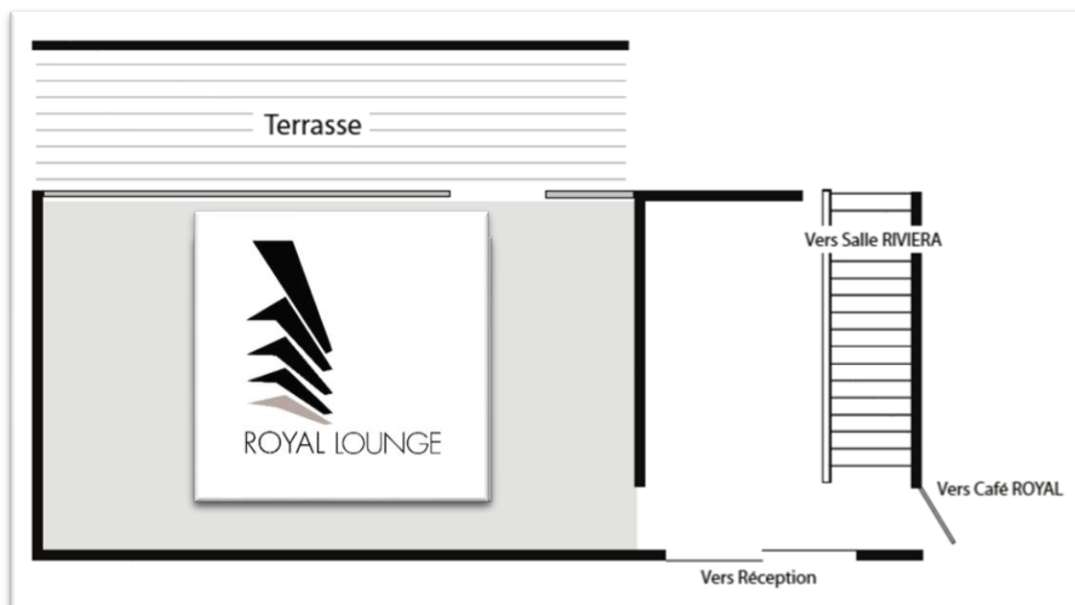 Terrasse
Vers Salle RIVIERA
ROYAL LOUNGE
Vers Café ROYAL
Vers Réception